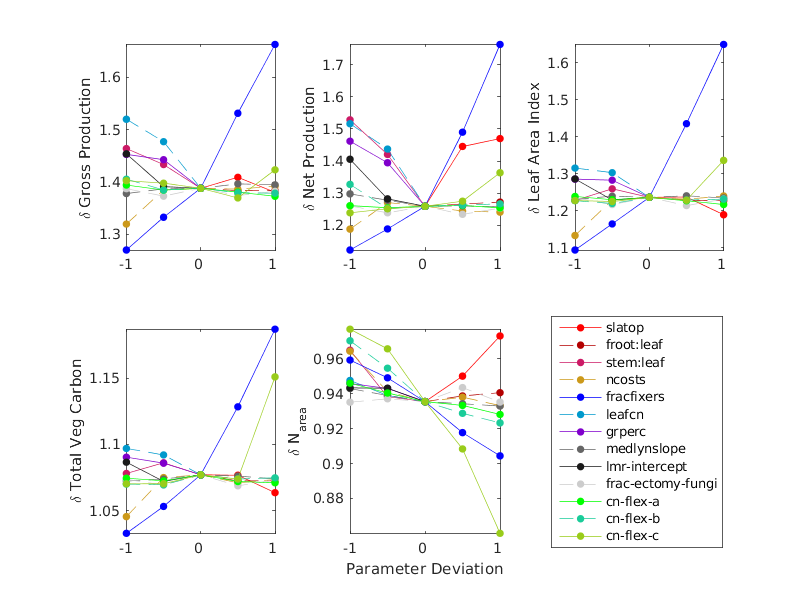 δ Gross Production
1.6
1.5
1.4
1.3
-1 0 1
δ Net Production
1.7
1.6
1.5
1.4
1.3
1.2
-1 0 1
δ Leaf Area Index
1.6
1.5
1.4
1.3
1.2
1.1
-1 0 1
δ Total Veg Carbon
1.15
1.1
1.05
-1 0 1
δ N_area
0.96
0.94
0.92
0.9
0.88
-1 0 1
Parameter Deviation
slatop
froot:leaf
stem:leaf
ncosts
fracfixers
leafcn
grperc
medlynslope
lmr-intercept
frac-ectomy-fungi
cn-flex-a
cn-flex-b
cn-flex-c